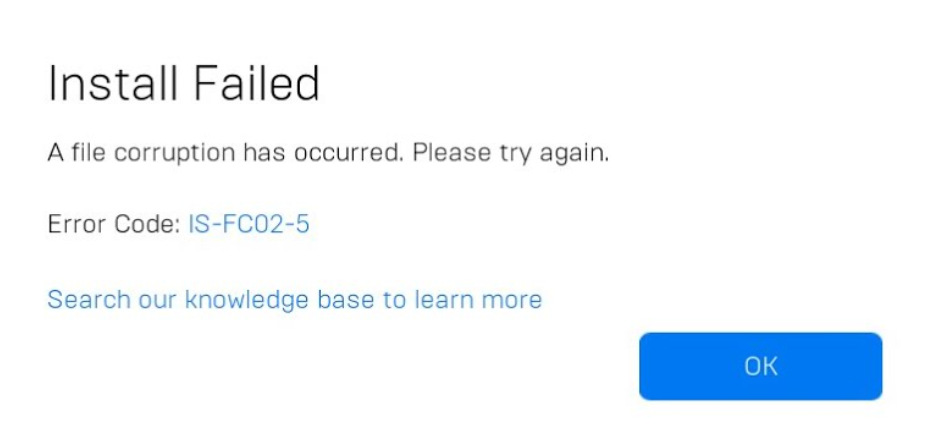 Install Failed
A file corruption has occurred. Please try again.
Error Code: IS-FC02-5
Search our knowledge base to learn more
OK